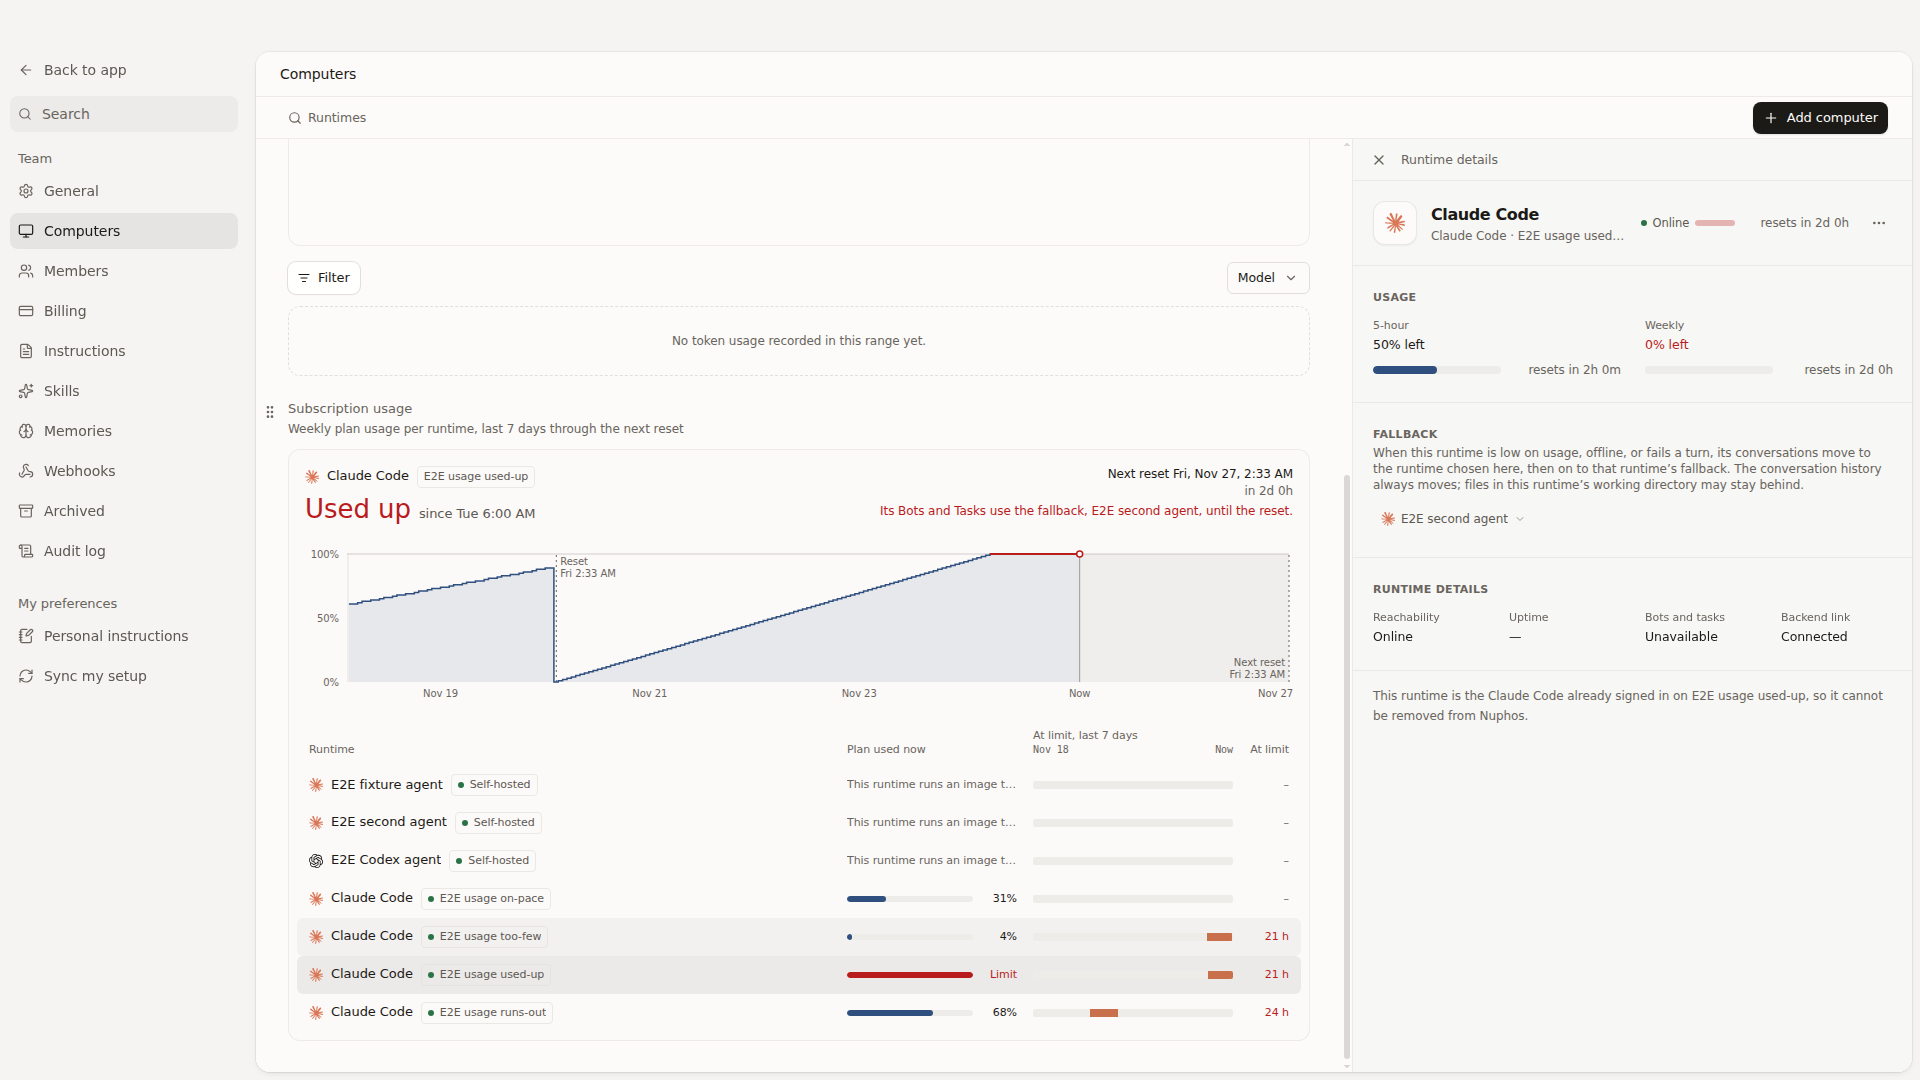 Back to app
Search
Team
General
Computers
Members
Billing
Instructions
Skills
Memories
Webhooks
Archived
Audit log
My preferences
Personal instructions
Sync my setup
Computers
Runtimes
Add computer
Filter
Model
No token usage recorded in this range yet.
Subscription usage
Weekly plan usage per runtime, last 7 days through the next reset
Claude Code E2E usage used-up
Used up since Tue 6:00 AM
Next reset Fri, Nov 27, 2:33 AM
in 2d 0h
Its Bots and Tasks use the fallback, E2E second agent, until the reset.
100%
50%
0%
Reset
Fri 2:33 AM
Next reset
Fri 2:33 AM
Nov 19 Nov 21 Nov 23 Now Nov 27
At limit, last 7 days
Runtime Plan used now Nov 18 Now At limit
E2E fixture agent Self-hosted This runtime runs an image t... –
E2E second agent Self-hosted This runtime runs an image t... –
E2E Codex agent Self-hosted This runtime runs an image t... –
Claude Code E2E usage on-pace 31% –
Claude Code E2E usage too-few 4% 21 h
Claude Code E2E usage used-up Limit 21 h
Claude Code E2E usage runs-out 68% 24 h
Runtime details
Claude Code
Claude Code · E2E usage used...
Online resets in 2d 0h
USAGE
5-hour Weekly
50% left 0% left
resets in 2h 0m resets in 2d 0h
FALLBACK
When this runtime is low on usage, offline, or fails a turn, its conversations move to
the runtime chosen here, then on to that runtime’s fallback. The conversation history
always moves; files in this runtime’s working directory may stay behind.
E2E second agent
RUNTIME DETAILS
Reachability Uptime Bots and tasks Backend link
Online — Unavailable Connected
This runtime is the Claude Code already signed in on E2E usage used-up, so it cannot
be removed from Nuphos.